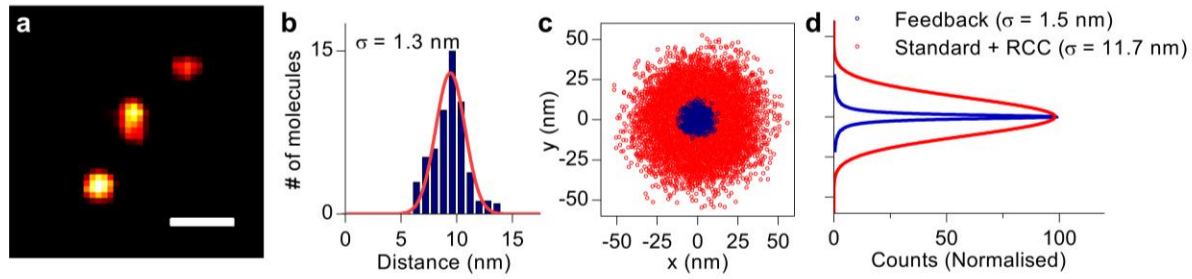 a
b
σ = 1.3 nm
15
0
# of molecules
0 5 10 15
Distance (nm)
c
50
25
0
-25
-50
y (nm)
-50 -25 0 25 50
x (nm)
d
Feedback (σ = 1.5 nm)
Standard + RCC (σ = 11.7 nm)
0 50 100
Counts (Normalised)